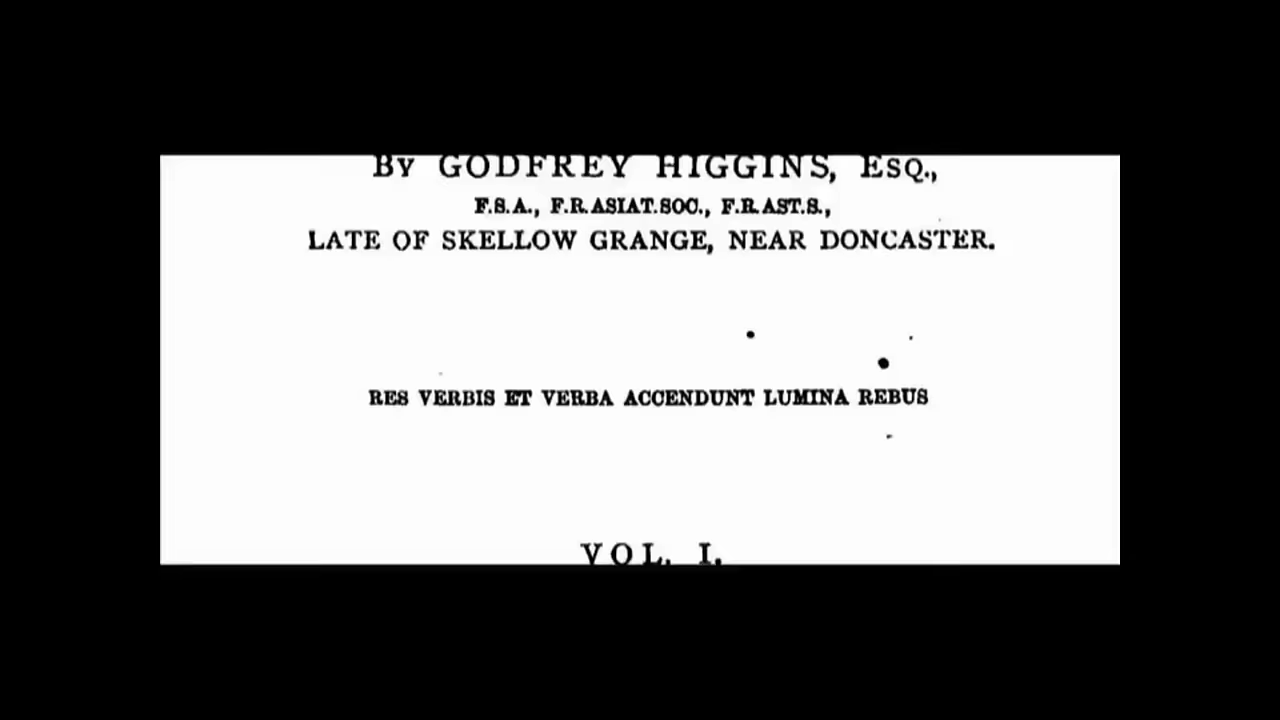 By GODFREY HIGGINS, ESQ.,
F.S.A., F.R.ASIAT.SOC., F.R.AST.S.,
LATE OF SKELLOW GRANGE, NEAR DONCASTER.
RES VERBIS ET VERBA ACCENDUNT LUMINA REBUS
VOL. I.